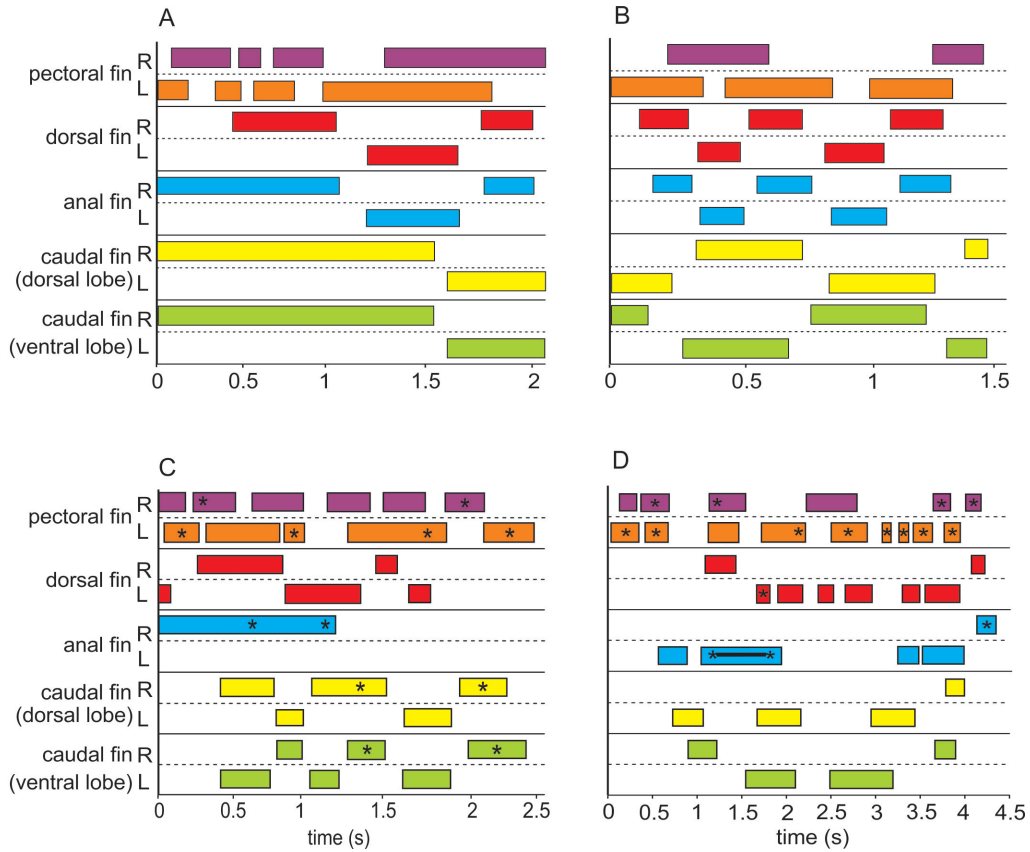 A
pectoral fin R
L
dorsal fin R
L
anal fin R
L
caudal fin R
(dorsal lobe) L
caudal fin R
(ventral lobe) L
0 0.5 1 1.5 2
B
0 0.5 1 1.5
C
pectoral fin R
L
dorsal fin R
L
anal fin R
L
caudal fin R
(dorsal lobe) L
caudal fin R
(ventral lobe) L
0 0.5 1 1.5 2 2.5
time (s)
D
* * * * *
* * * * * * * *
*
*
* *
0 0.5 1 1.5 2 2.5 3 3.5 4 4.5
time (s)